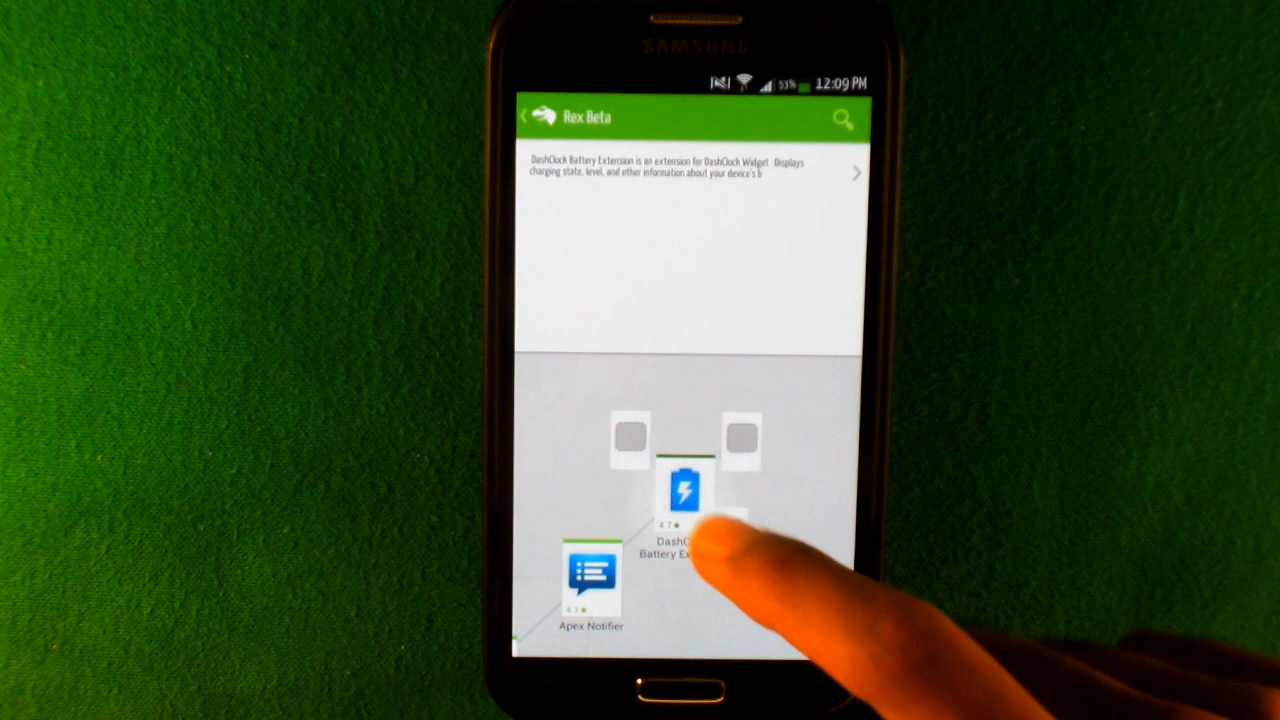 SAMSUNG
53% 12:09 PM
Rex Beta
DashClock Battery Extension is an extension for DashClock Widget Displays
charging state, level, and other information about your device's b
4.7★
DashC
Battery Ex
4.1★
Apex Notifier